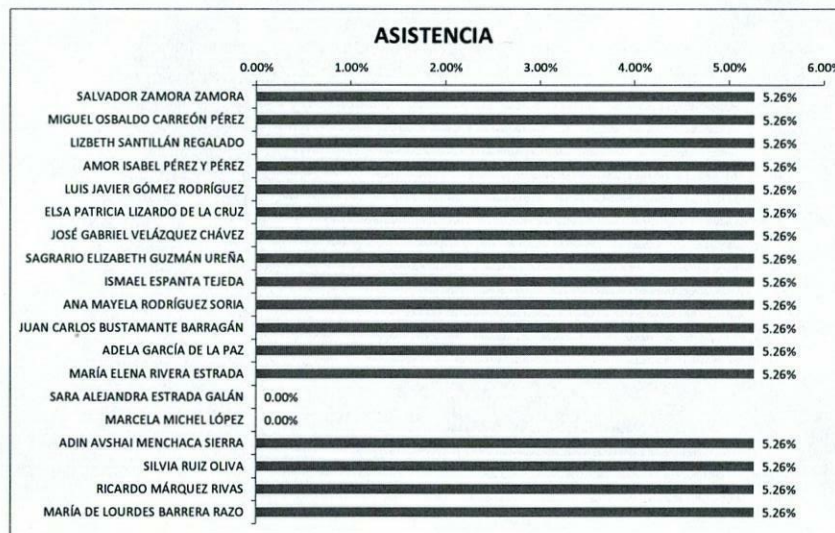 ASISTENCIA
0.00% 1.00% 2.00% 3.00% 4.00% 5.00% 6.00%
SALVADOR ZAMORA ZAMORA 5.26%
MIGUEL OSBALDO CARREÓN PÉREZ 5.26%
LIZBETH SANTILLÁN REGALADO 5.26%
AMOR ISABEL PÉREZ Y PÉREZ 5.26%
LUIS JAVIER GÓMEZ RODRÍGUEZ 5.26%
ELSA PATRICIA LIZARDO DE LA CRUZ 5.26%
JOSÉ GABRIEL VELÁZQUEZ CHÁVEZ 5.26%
SAGRARIO ELIZABETH GUZMÁN UREÑA 5.26%
ISMAEL ESPANTA TEJEDA 5.26%
ANA MAYELA RODRÍGUEZ SORIA 5.26%
JUAN CARLOS BUSTAMANTE BARRAGÁN 5.26%
ADELA GARCÍA DE LA PAZ 5.26%
MARÍA ELENA RIVERA ESTRADA 5.26%
SARA ALEJANDRA ESTRADA GALÁN 0.00%
MARCELA MICHEL LÓPEZ 0.00%
ADIN AVSHAI MENCHACA SIERRA 5.26%
SILVIA RUIZ OLIVA 5.26%
RICARDO MÁRQUEZ RIVAS 5.26%
MARÍA DE LOURDES BARRERA RAZO 5.26%